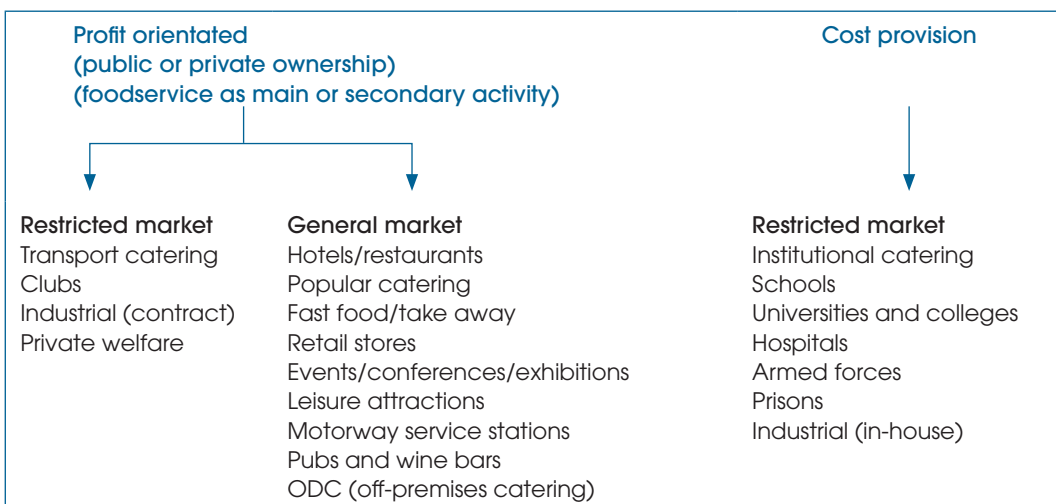 Profit orientated
(public or private ownership)
(foodservice as main or secondary activity)
Cost provision
Restricted market
Transport catering
Clubs
Industrial (contract)
Private welfare
General market
Hotels/restaurants
Popular catering
Fast food/take away
Retail stores
Events/conferences/exhibitions
Leisure attractions
Motorway service stations
Pubs and wine bars
ODC (off-premises catering)
Restricted market
Institutional catering
Schools
Universities and colleges
Hospitals
Armed forces
Prisons
Industrial (in-house)